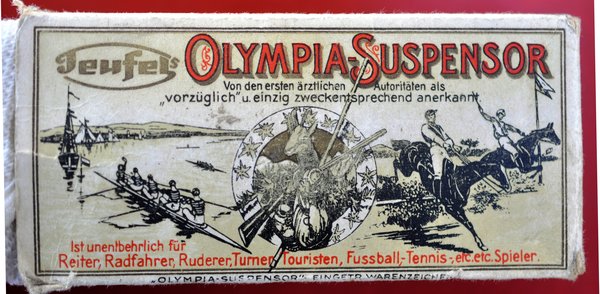 Teufels
OLYMPIA-SUSPENSOR
Von den ersten ärztlichen Autoritäten als
„vorzüglich" u. einzig zweckentsprechend anerkannt
Ist unentbehrlich für
Reiter, Radfahrer, Ruderer, Turner, Touristen, Fussball-, Tennis-, etc. etc. Spieler.
„OLYMPIA-SUSPENSOR" EINGETR. WARENZEICHEN